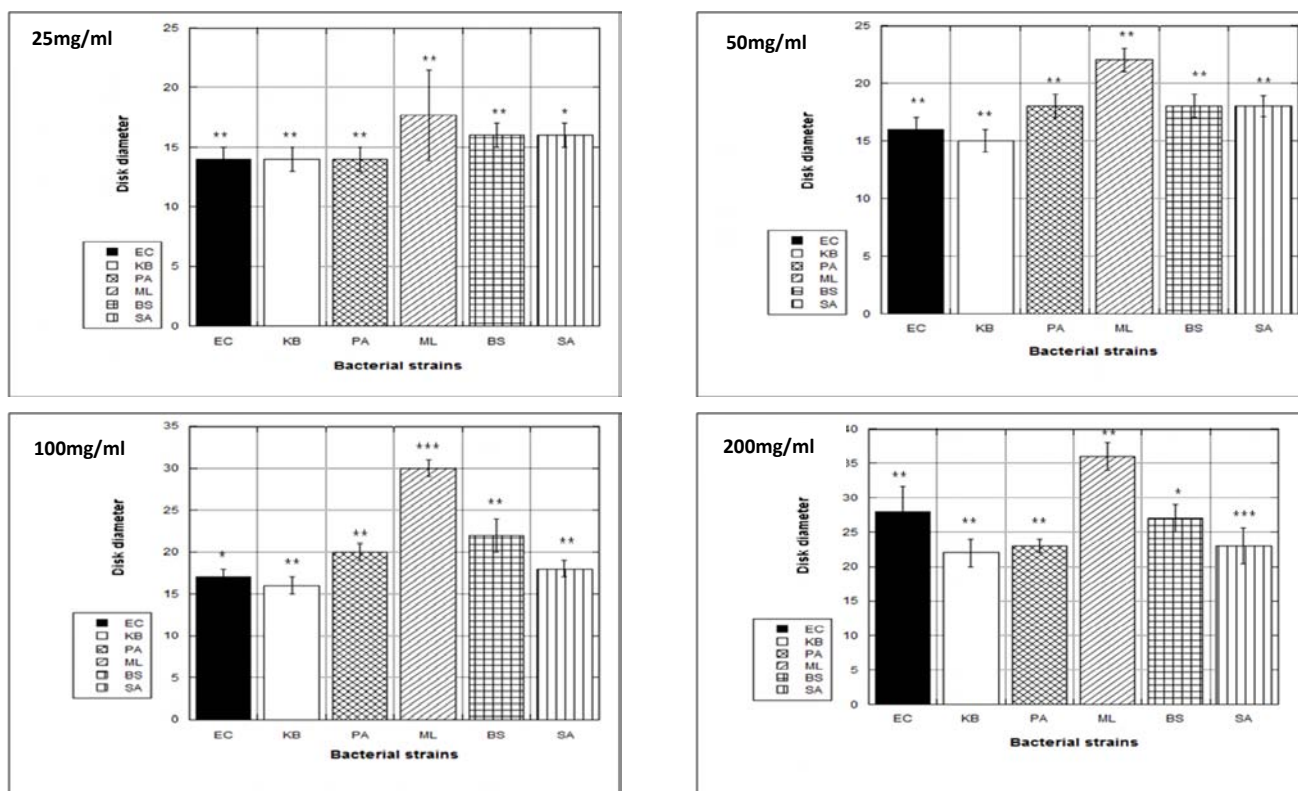 25mg/ml
25
20
15
10
5
0
Disk diameter
** ** ** ** ** *
EC
KB
PA
ML
BS
SA
EC KB PA ML BS SA
Bacterial strains
50mg/ml
25
20
15
10
5
0
Disk diameter
** ** ** ** ** **
EC
KB
PA
ML
BS
SA
EC KB PA ML BS SA
Bacterial strains
100mg/ml
35
30
25
20
15
10
5
0
Disk diameter
* ** ** *** ** **
EC
KB
PA
ML
BS
SA
EC KB PA ML BS SA
Bacterial strains
200mg/ml
40
35
30
25
20
15
10
5
0
Disk diameter
** ** ** ** * ***
EC
KB
PA
ML
BS
SA
EC KB PA ML BS SA
Bacterial strains